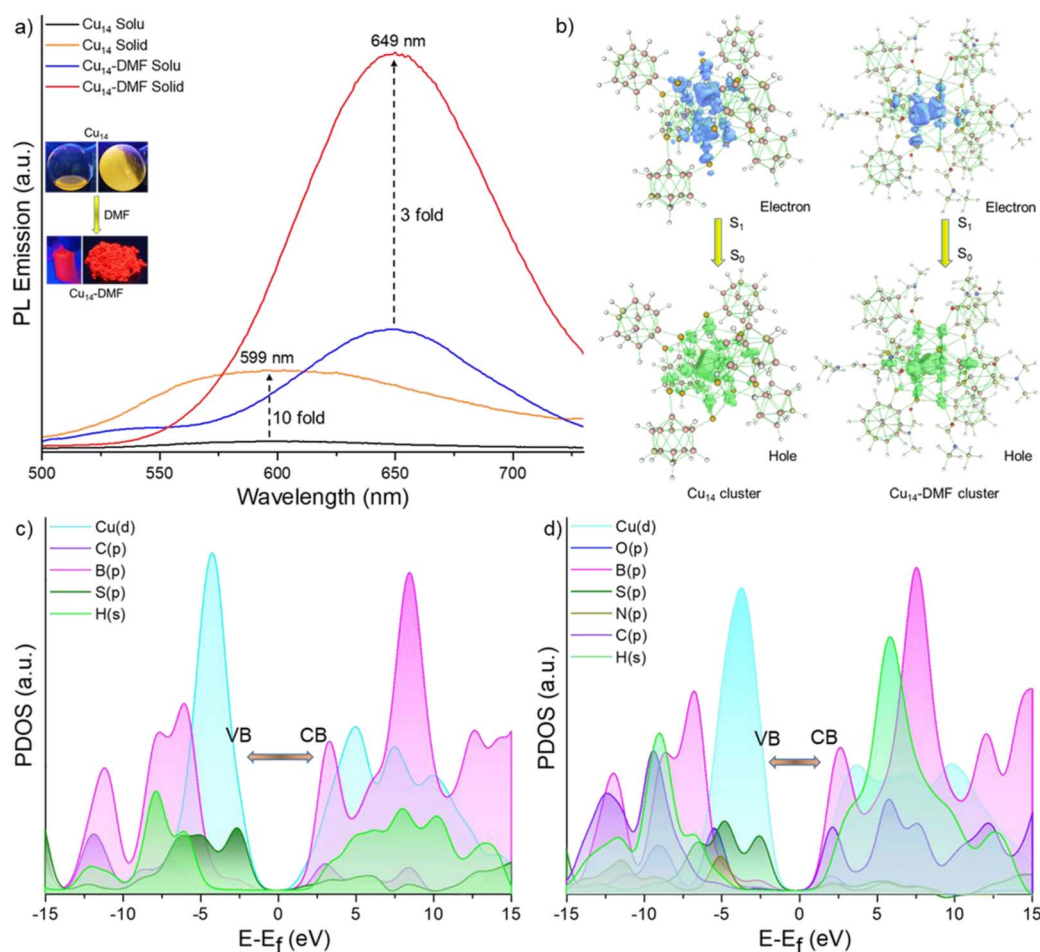 a)
Cu14 Solu
Cu14 Solid
Cu14-DMF Solu
Cu14-DMF Solid
Cu14
DMF
Cu14-DMF
649 nm
3 fold
599 nm
10 fold
PL Emission (a.u.)
500 550 600 650 700
Wavelength (nm)
b)
Electron
Electron
S1
S0
S1
S0
Hole
Hole
Cu14 cluster
Cu14-DMF cluster
c)
Cu(d)
C(p)
B(p)
S(p)
H(s)
VB
CB
PDOS (a.u.)
-15 -10 -5 0 5 10 15
E-Ef (eV)
d)
Cu(d)
O(p)
B(p)
S(p)
N(p)
C(p)
H(s)
VB
CB
PDOS (a.u.)
-15 -10 -5 0 5 10 15
E-Ef (eV)